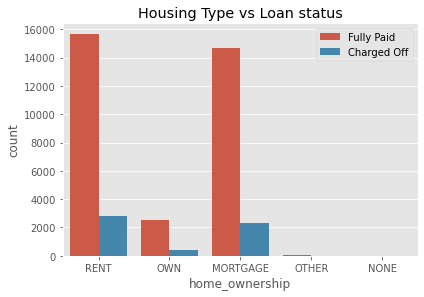 Housing Type vs Loan status
Fully Paid
Charged Off
16000
14000
12000
10000
8000
6000
4000
2000
0
count
RENT OWN MORTGAGE OTHER NONE
home_ownership